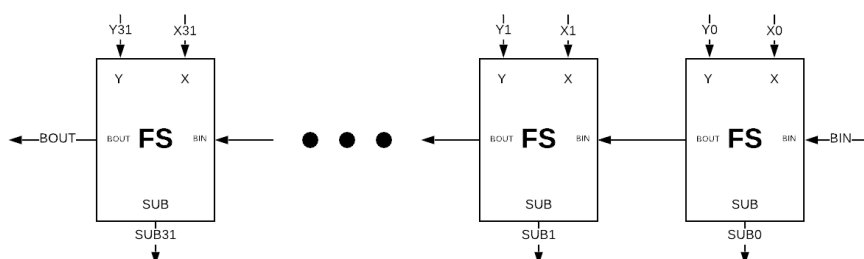 Y31 X31 Y1 X1 Y0 X0
Y X Y X Y X
BOUT BOUT FS BIN BOUT FS BIN BOUT FS BIN BIN
SUB SUB SUB
SUB31 SUB1 SUB0